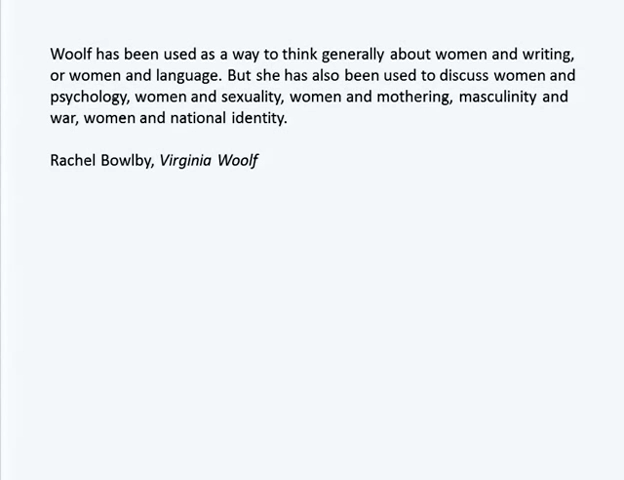 Woolf has been used as a way to think generally about women and writing,
or women and language. But she has also been used to discuss women and
psychology, women and sexuality, women and mothering, masculinity and
war, women and national identity.
Rachel Bowlby, Virginia Woolf